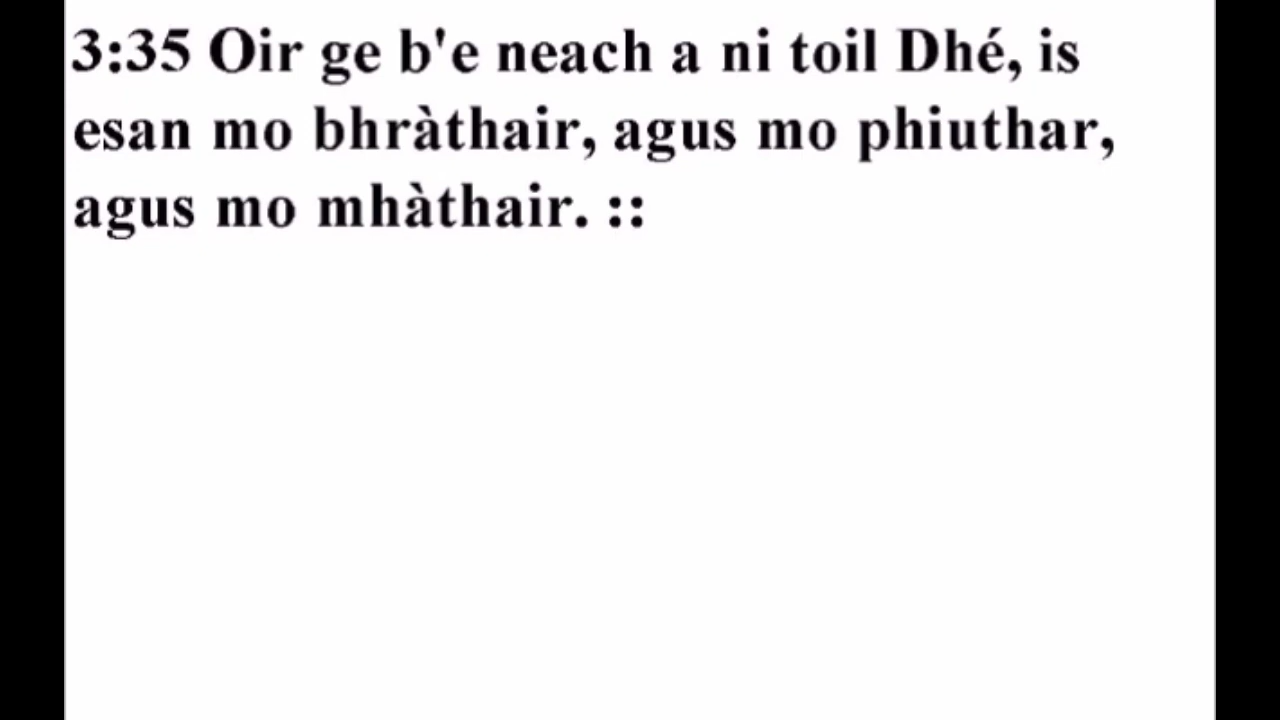 3:35 Oir ge b'e neach a ni toil Dhé, is
esan mo bhràthair, agus mo phiuthar,
agus mo mhàthair. ::